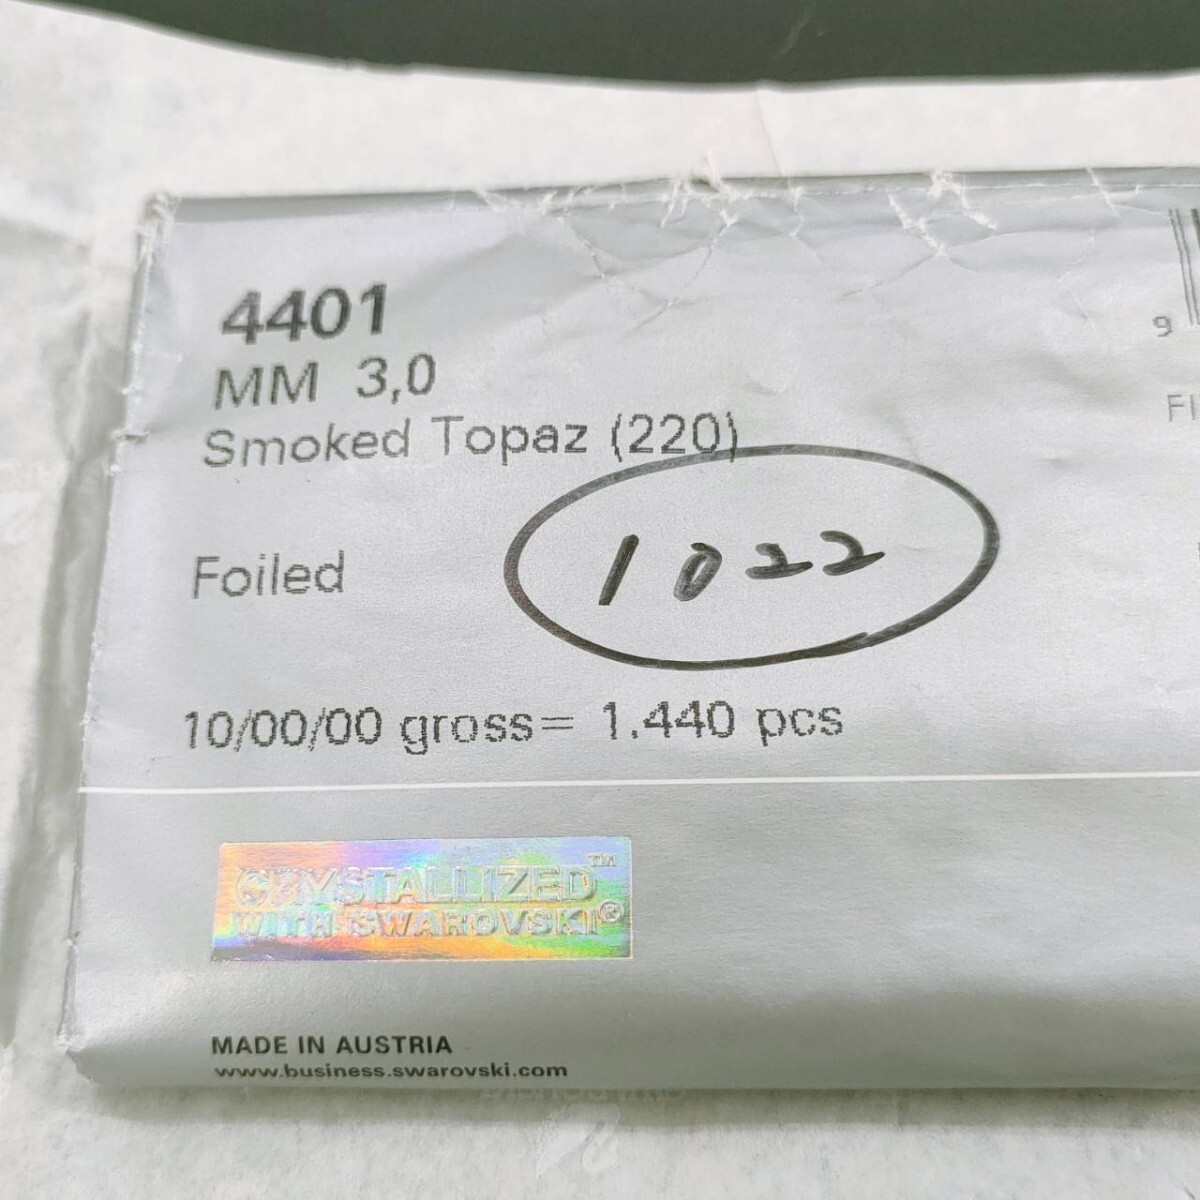 4401
MM 3,0
Smoked Topaz (220)
9
Foiled
1022
10/00/00 gross= 1.440 pcs
CRYSTALLIZED™
WITH SWAROVSKI®
MADE IN AUSTRIA
www.business.swarovski.com